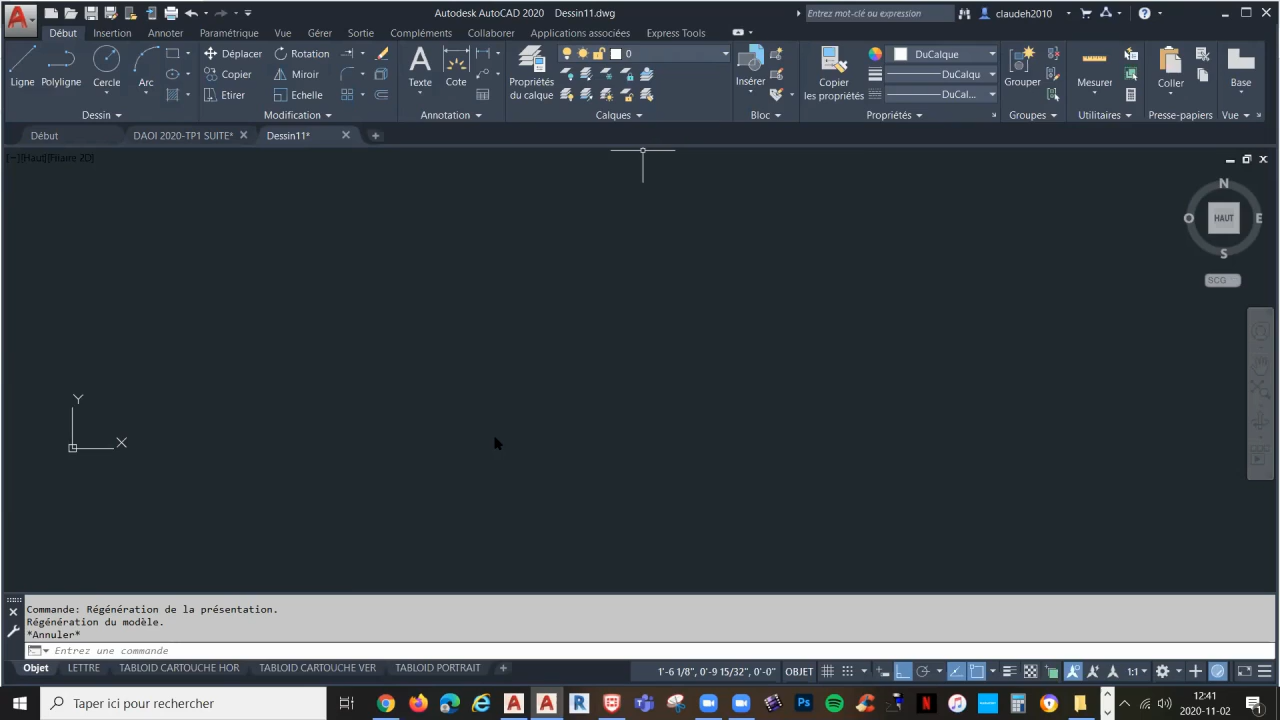 Autodesk AutoCAD 2020 Dessin11.dwg
Entrez mot-clé ou expression
claudeh2010
Début Insertion Annoter Paramétrique Vue Gérer Sortie Compléments Collaborer Applications associées Express Tools
Ligne Polyligne Cercle Arc
Déplacer Rotation
Copier Miroir
Etirer Echelle
Texte Cote
Propriétés
du calque
0
Insérer
Copier
les propriétés
DuCalque
DuCalqu
DuCal...
Grouper
Mesurer
Coller
Base
Dessin Modification Annotation Calques Bloc Propriétés Groupes Utilitaires Presse-papiers Vue
Début DAOI 2020-TP1 SUITE* Dessin11*
[−][Haut][Filaire 2D]
N
O HAUT E
S
SCG
Y
X
Commande: Régénération de la présentation.
Régénération du modèle.
*Annuler*
Entrez une commande
Objet LETTRE TABLOID CARTOUCHE HOR TABLOID CARTOUCHE VER TABLOID PORTRAIT
1'-6 1/8", 0'-9 15/32", 0'-0" OBJET 1:1
Taper ici pour rechercher
12:41
2020-11-02